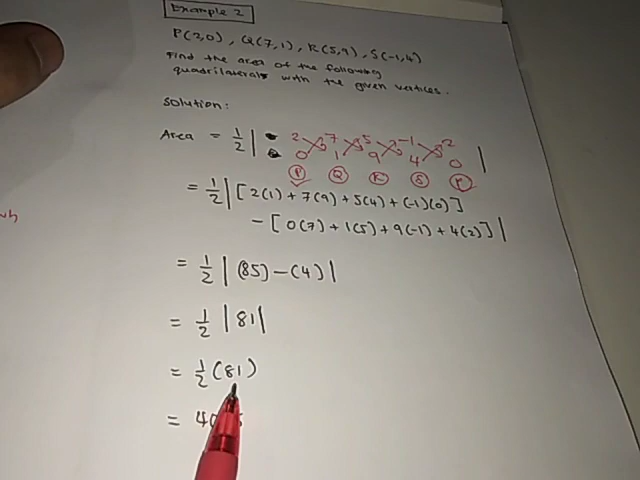 Example 2
P(2,0), Q(7,1), R(5,9), S(-1,4)
Find the area of the following
quadrilaterals with the given vertices.
Solution:
Area = 1/2 | 2 7 5 -1 2 |
0 1 9 4 0
P Q R S P
= 1/2 | [2(1) + 7(9) + 5(4) + (-1)(0)]
- [0(7) + 1(5) + 9(-1) + 4(2)] |
= 1/2 | (85) - (4) |
= 1/2 | 81 |
= 1/2 (81)